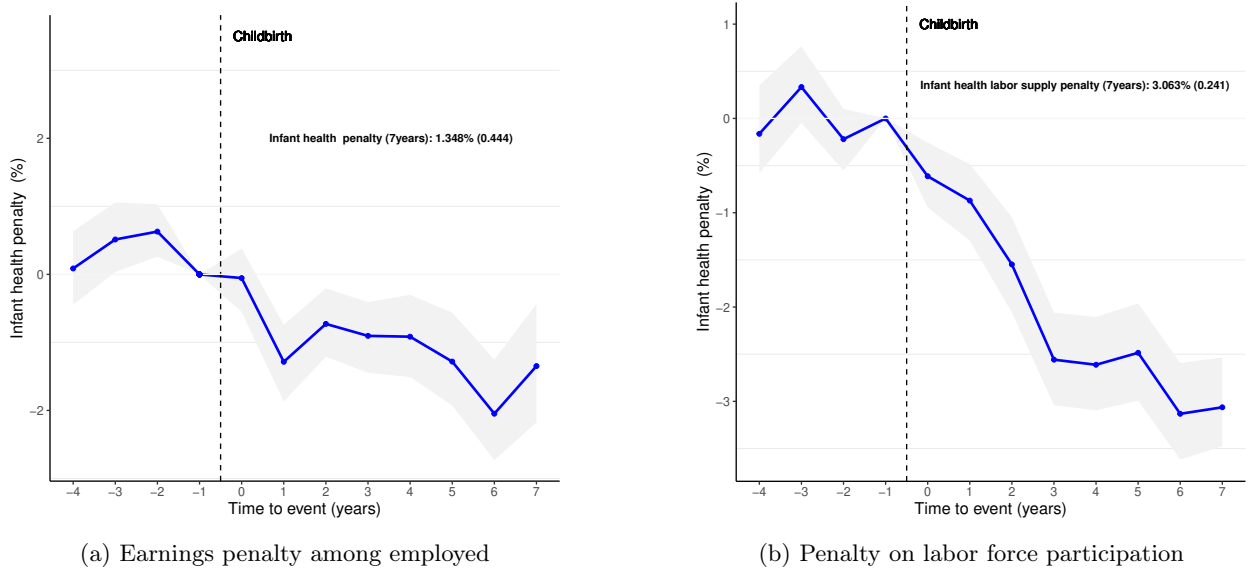 Childbirth
Infant health  penalty (7years): 1.348% (0.444)
Infant health penalty  (%)
2
0
−2
−4 −3 −2 −1 0 1 2 3 4 5 6 7
Time to event (years)
(a) Earnings penalty among employed
Childbirth
Infant health labor supply penalty (7years): 3.063% (0.241)
Infant health penalty  (%)
1
0
−1
−2
−3
−4 −3 −2 −1 0 1 2 3 4 5 6 7
Time to event (years)
(b) Penalty on labor force participation